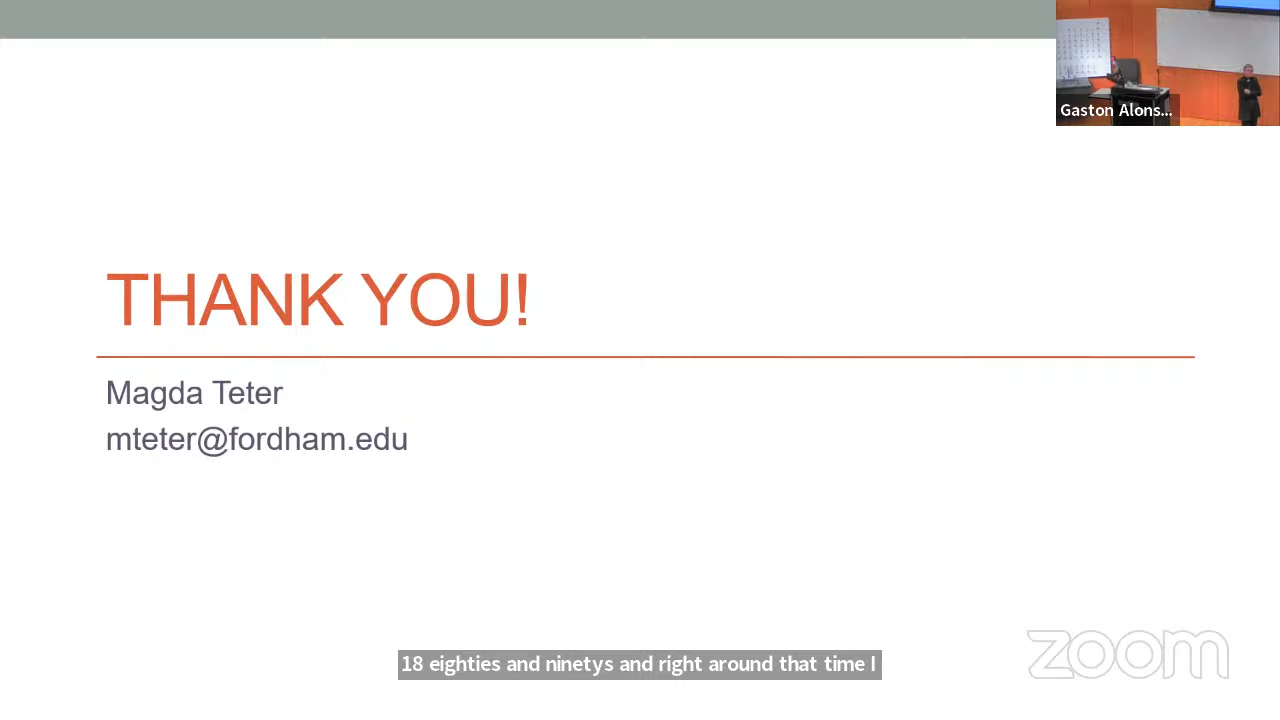 Gaston Alons...
THANK YOU!
Magda Teter
mteter@fordham.edu
18 eighties and ninetys and right around that time I
zoom